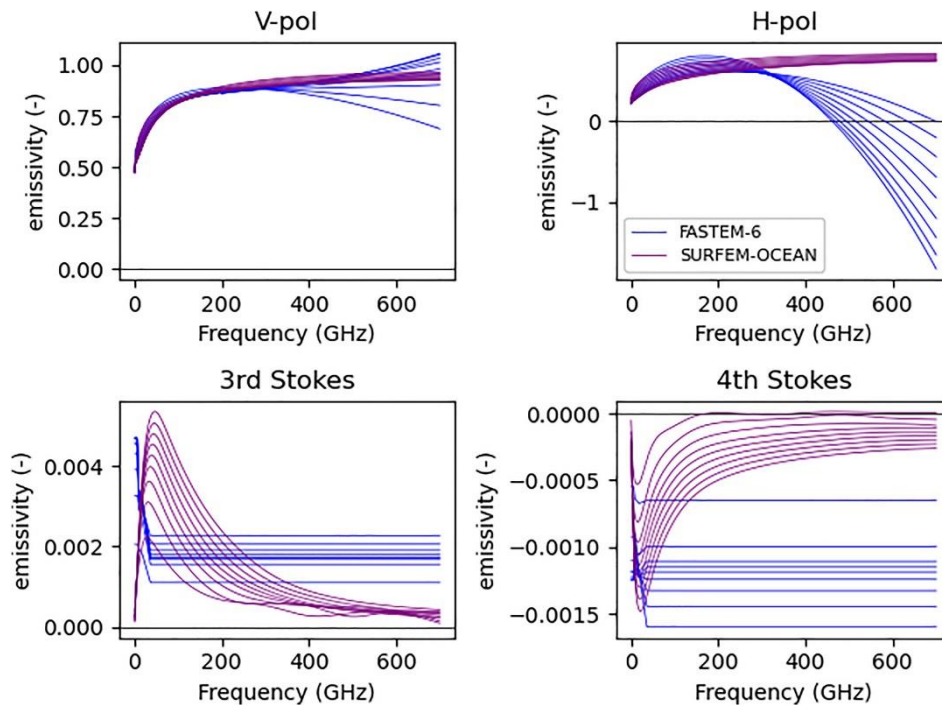 V-pol
1.00
0.75
0.50
0.25
0.00
emissivity (-)
0 200 400 600
Frequency (GHz)
H-pol
0
−1
emissivity (-)
FASTEM-6
SURFEM-OCEAN
0 200 400 600
Frequency (GHz)
3rd Stokes
0.004
0.002
0.000
emissivity (-)
0 200 400 600
Frequency (GHz)
4th Stokes
0.0000
−0.0005
−0.0010
−0.0015
emissivity (-)
0 200 400 600
Frequency (GHz)